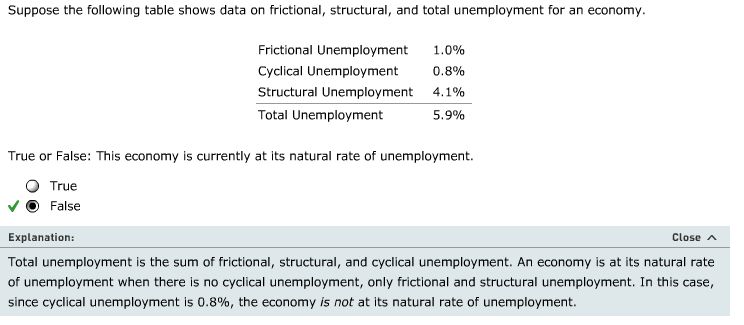 Suppose the following table shows data on frictional, structural, and total unemployment for an economy.
Frictional Unemployment 1.0%
Cyclical Unemployment 0.8%
Structural Unemployment 4.1%
Total Unemployment 5.9%
True or False: This economy is currently at its natural rate of unemployment.
True
False
Explanation: Close
Total unemployment is the sum of frictional, structural, and cyclical unemployment. An economy is at its natural rate
of unemployment when there is no cyclical unemployment, only frictional and structural unemployment. In this case,
since cyclical unemployment is 0.8%, the economy is not at its natural rate of unemployment.